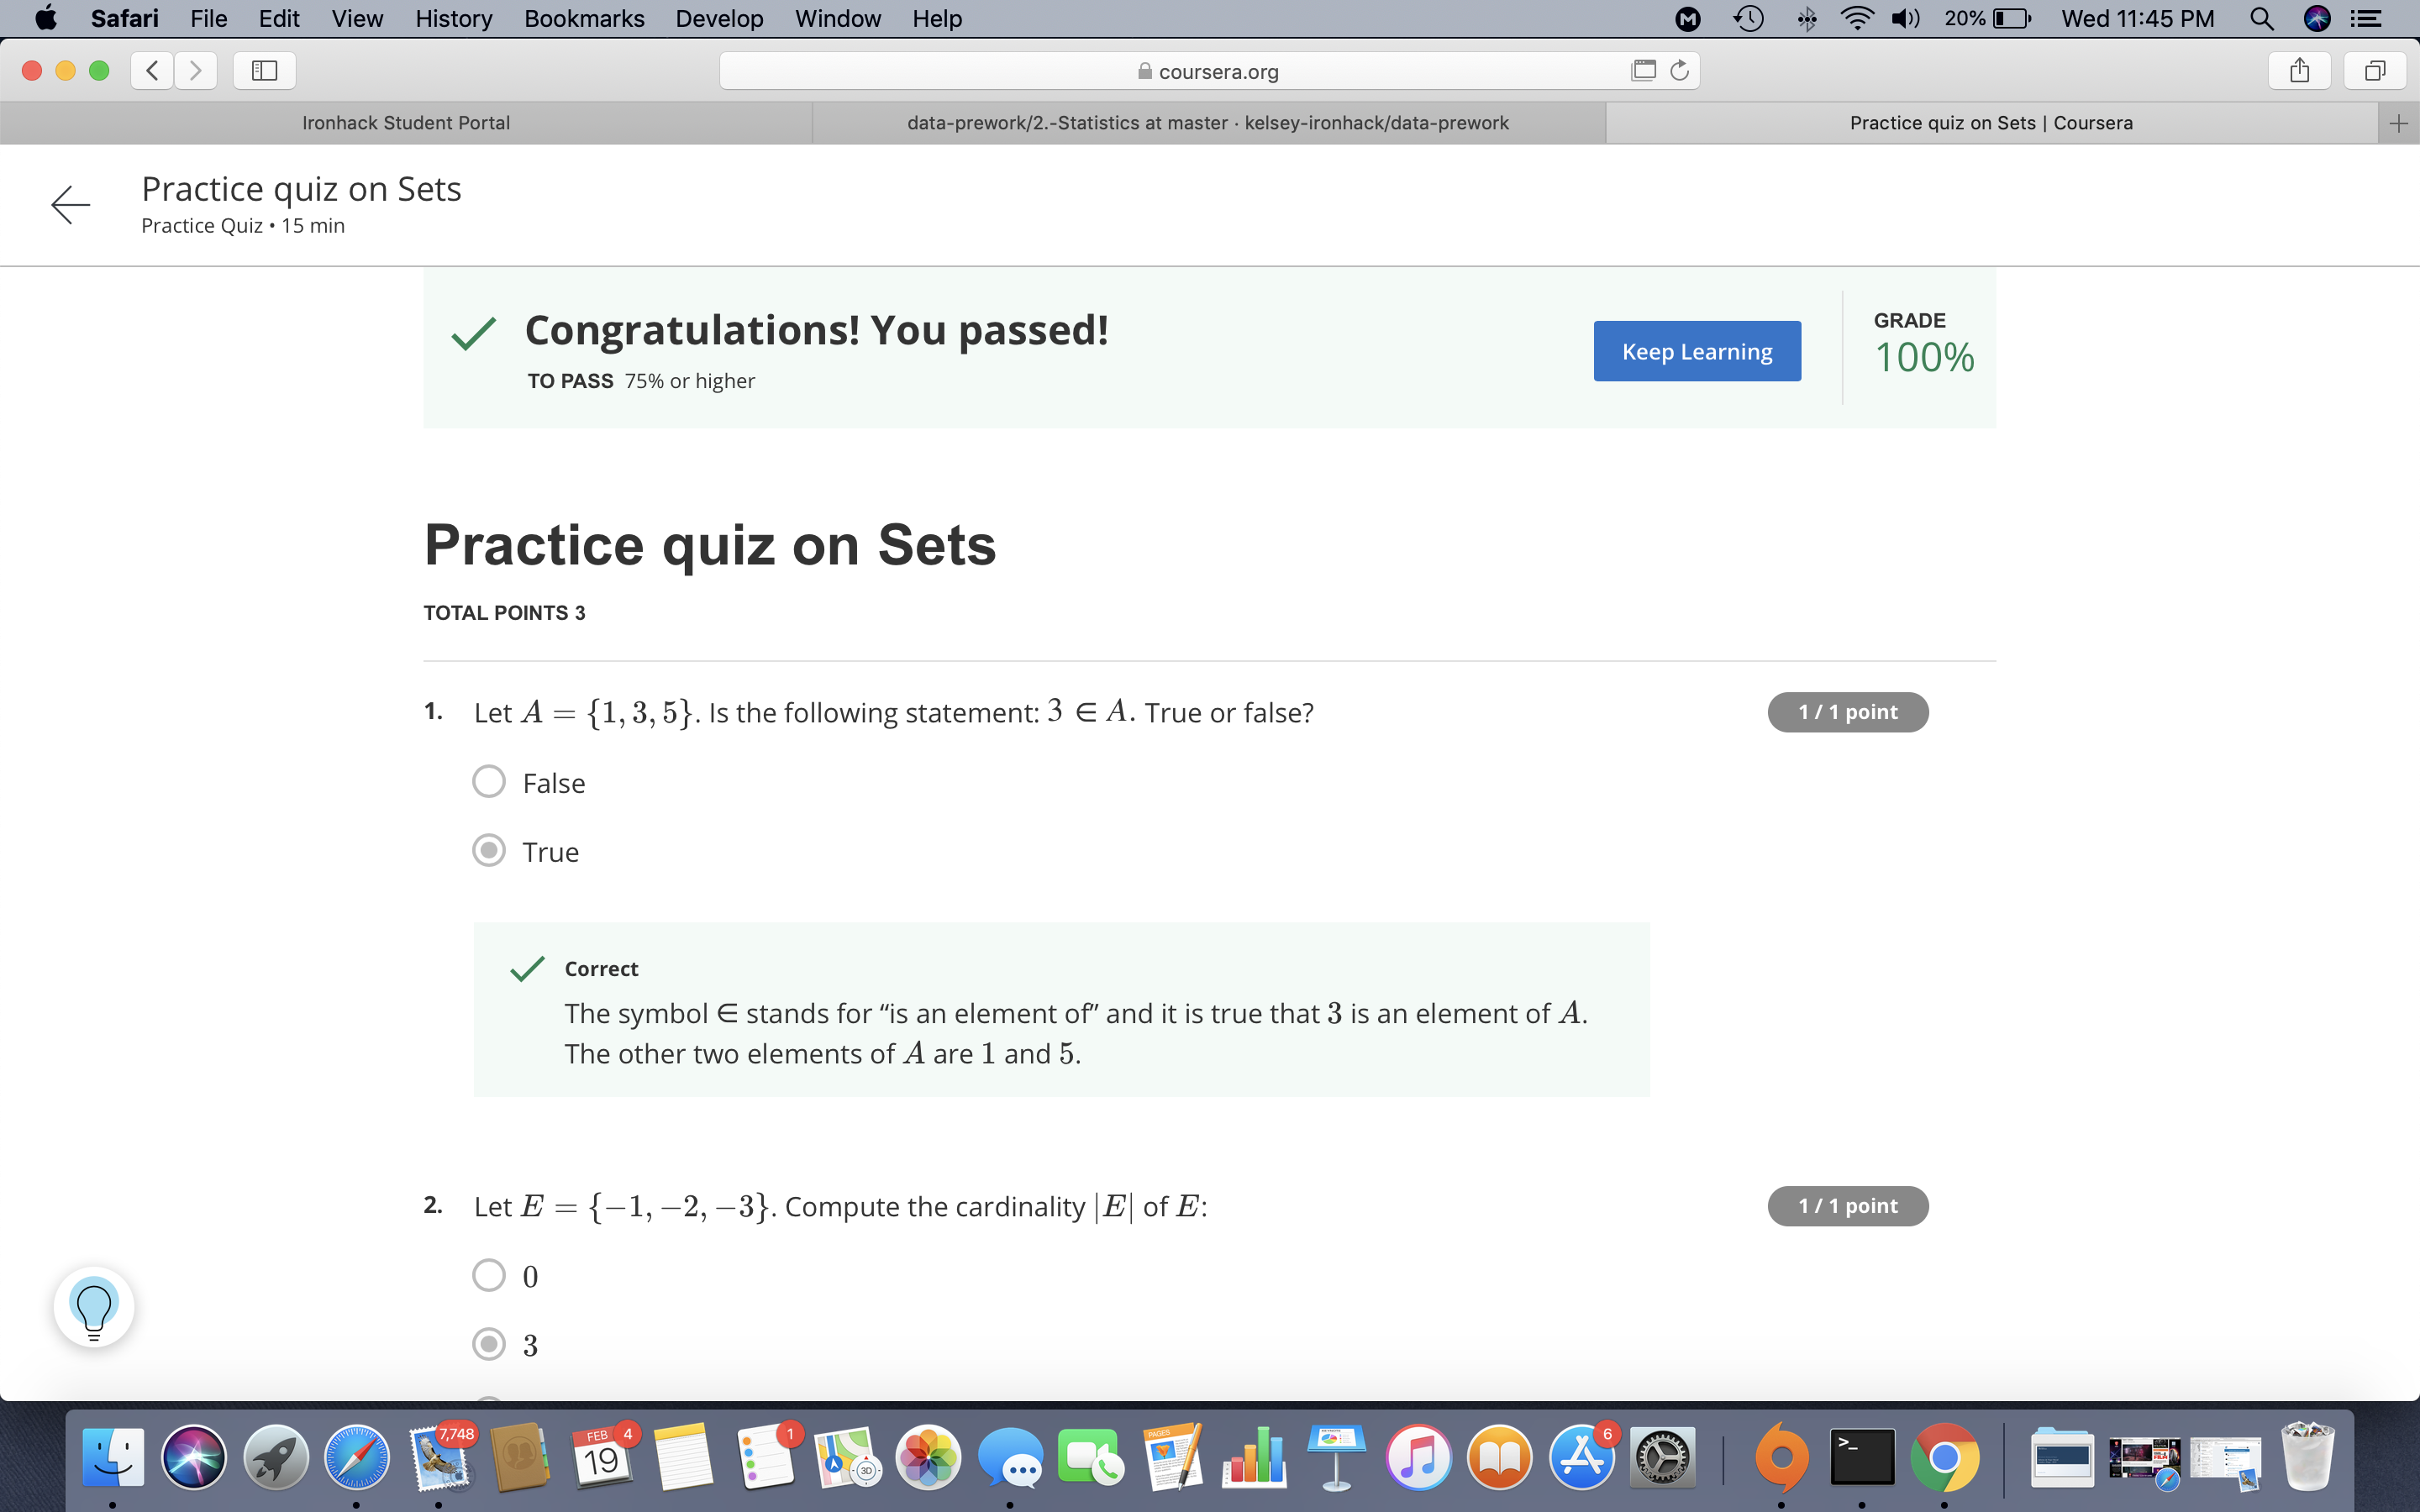 Safari File Edit View History Bookmarks Develop Window Help 20% Wed 11:45 PM
coursera.org
Ironhack Student Portal
data-prework/2.-Statistics at master · kelsey-ironhack/data-prework
Practice quiz on Sets | Coursera
Practice quiz on Sets
Practice Quiz • 15 min
Congratulations! You passed!
TO PASS 75% or higher
Keep Learning
GRADE
100%
Practice quiz on Sets
TOTAL POINTS 3
1. Let A = {1, 3, 5}. Is the following statement: 3 ∈ A. True or false?
1 / 1 point
False
True
Correct
The symbol ∈ stands for “is an element of” and it is true that 3 is an element of A.
The other two elements of A are 1 and 5.
2. Let E = {−1, −2, −3}. Compute the cardinality |E| of E:
1 / 1 point
0
3
7,748
FEB
19
4
1
3D
PAGES
6
>_